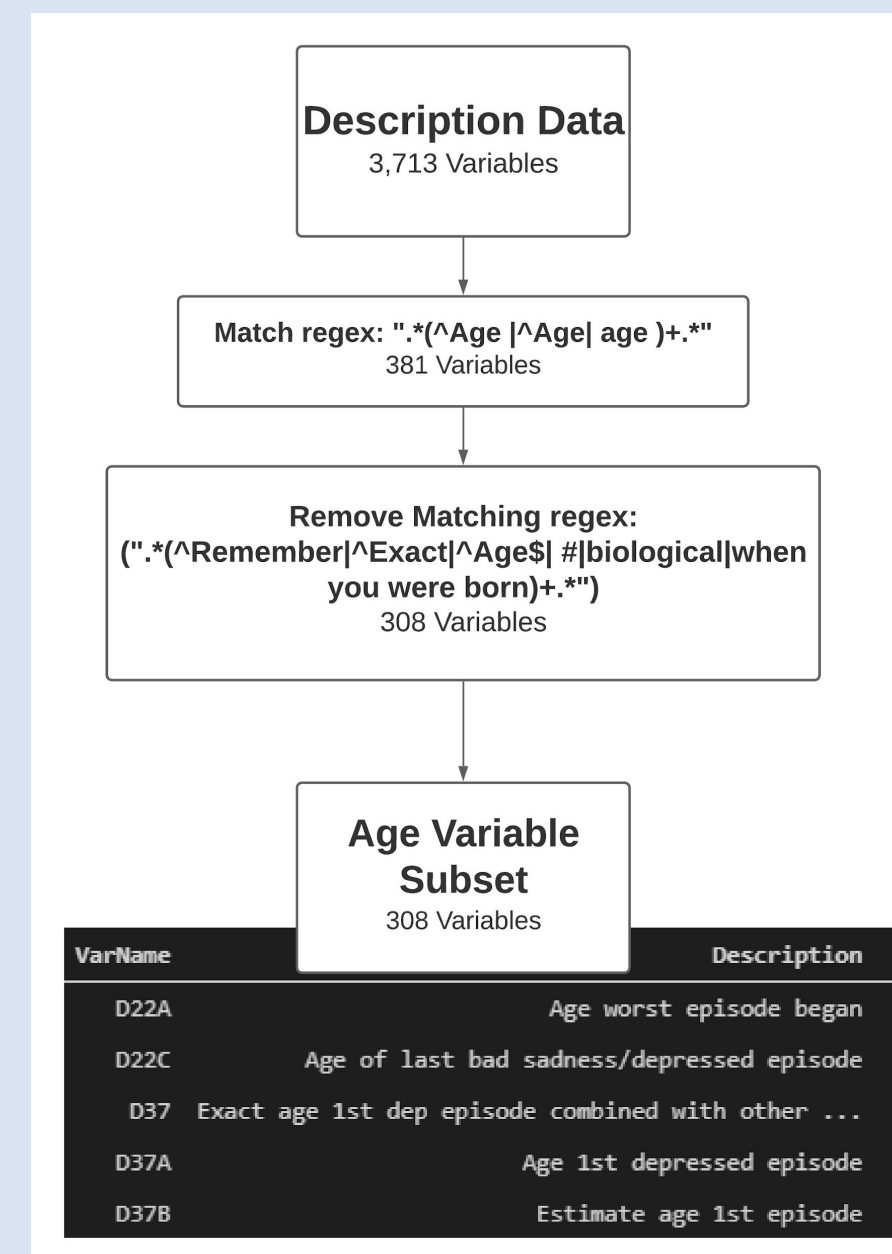 Description Data
3,713 Variables
Match regex: ".*(^Age |^Age| age )+.*"
381 Variables
Remove Matching regex:
(".*(^Remember|^Exact|^Age$| #|biological|when
you were born)+.*")
308 Variables
Age Variable
Subset
308 Variables
VarName Description
D22A Age worst episode began
D22C Age of last bad sadness/depressed episode
D37 Exact age 1st dep episode combined with other ...
D37A Age 1st depressed episode
D37B Estimate age 1st episode